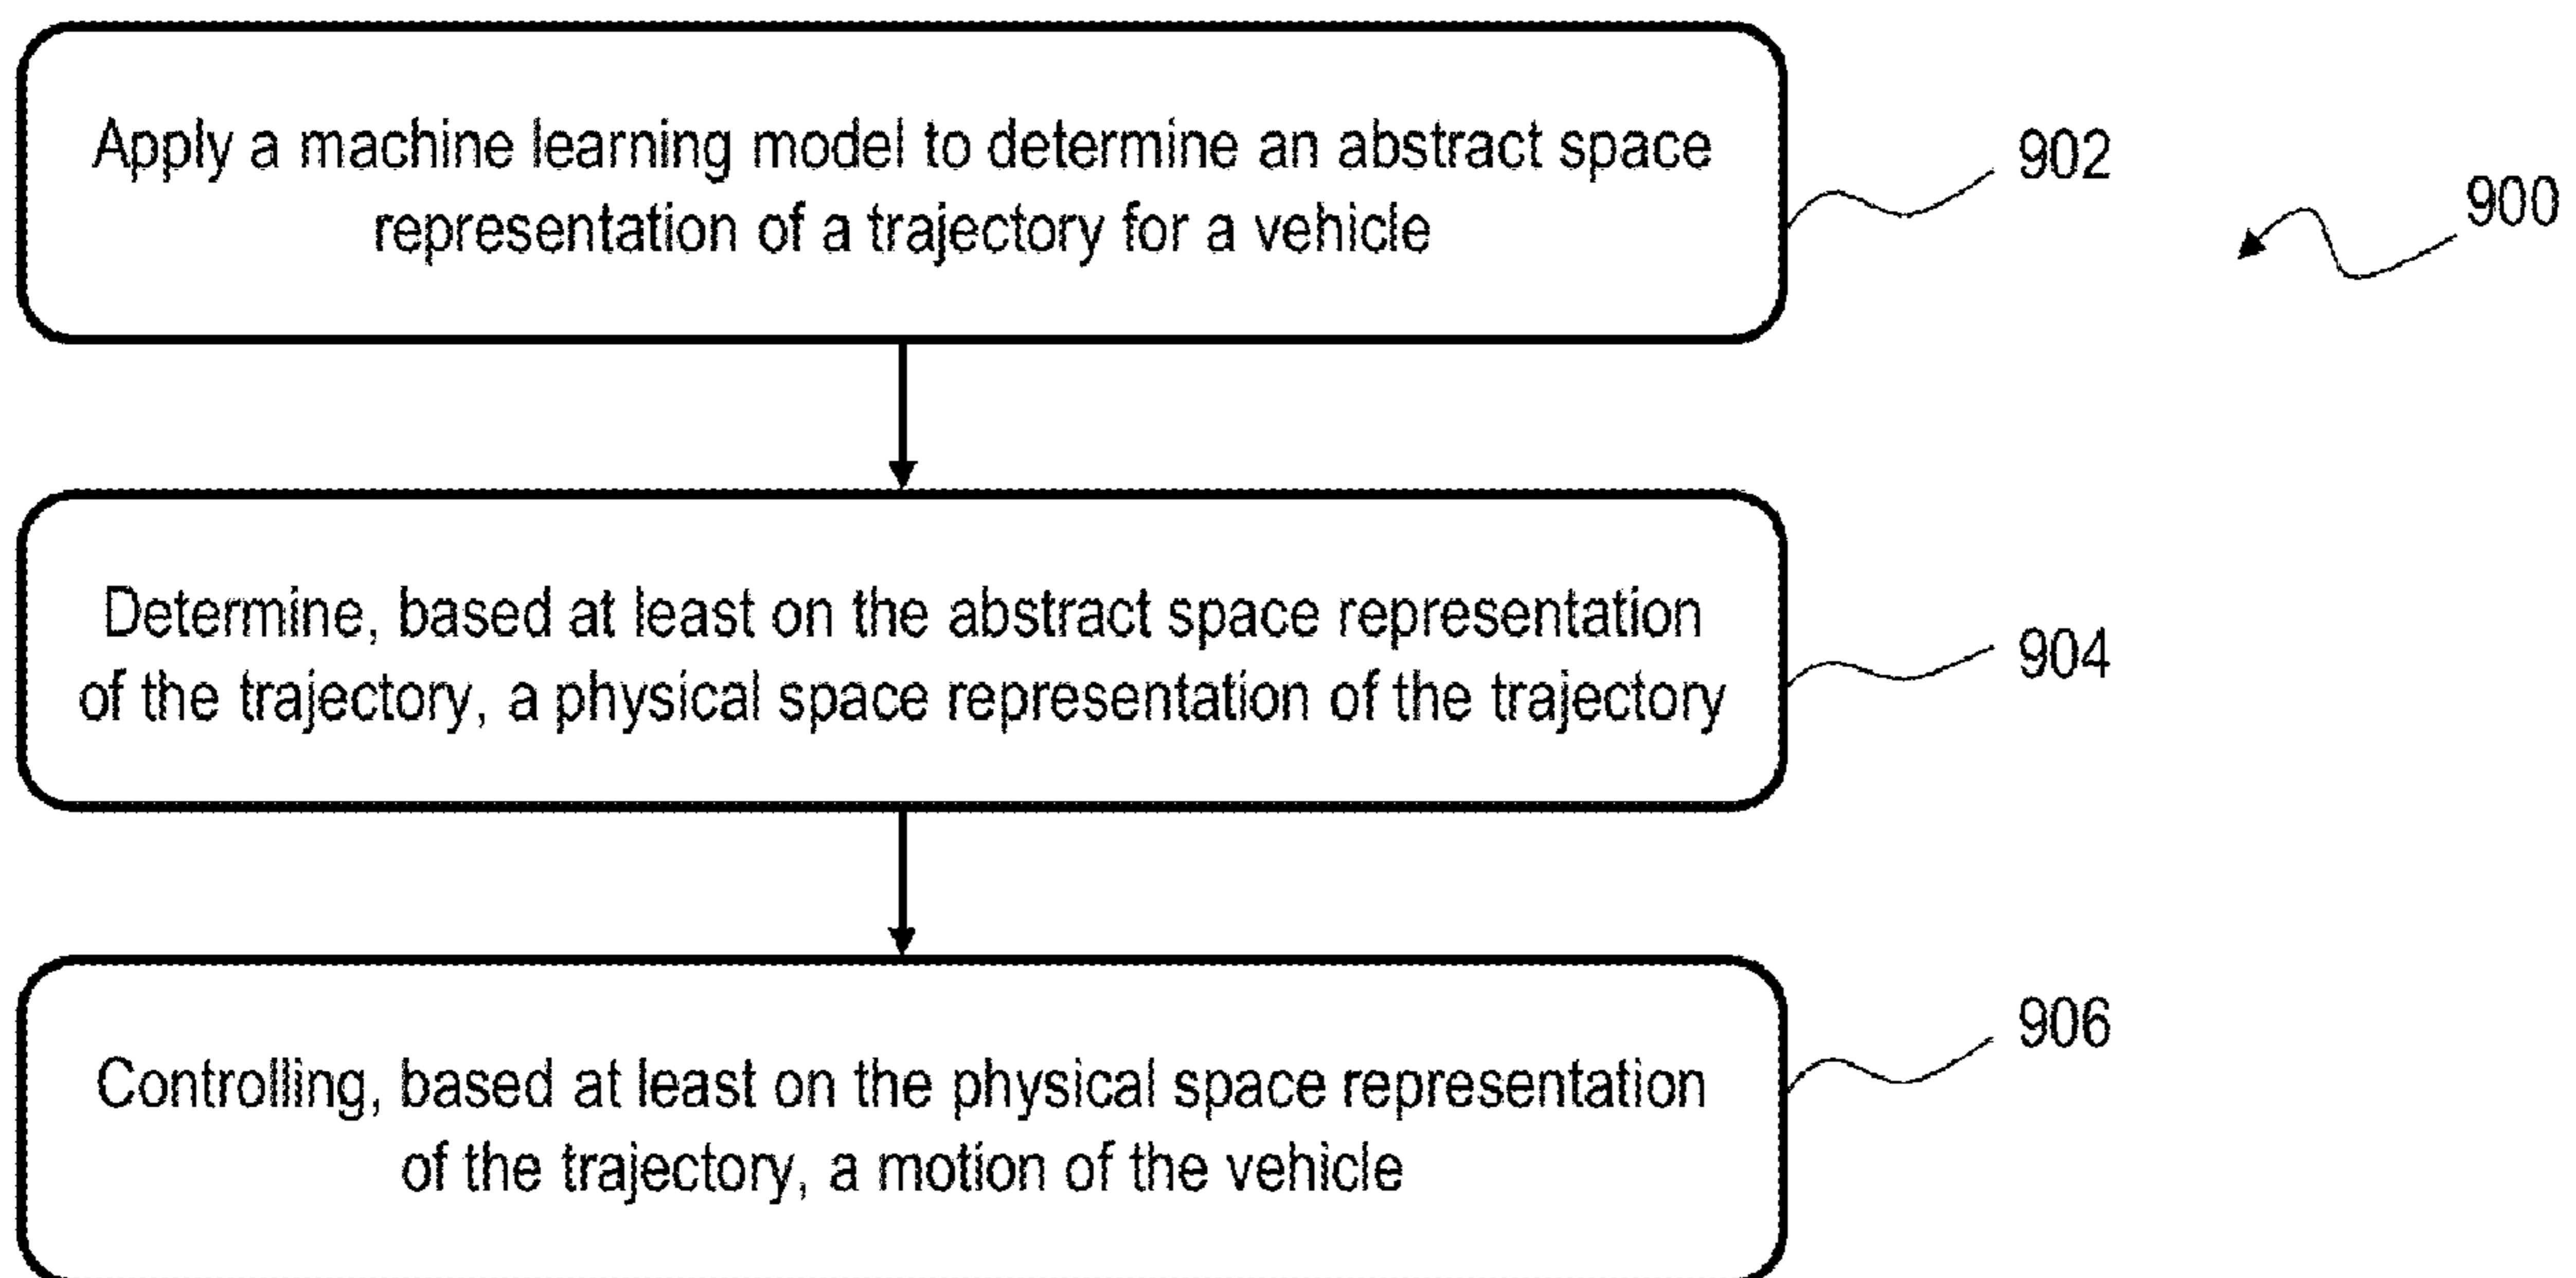 Apply a machine learning model to determine an abstract space
representation of a trajectory for a vehicle
902
900
Determine, based at least on the abstract space representation
of the trajectory, a physical space representation of the trajectory
904
Controlling, based at least on the physical space representation
of the trajectory, a motion of the vehicle
906